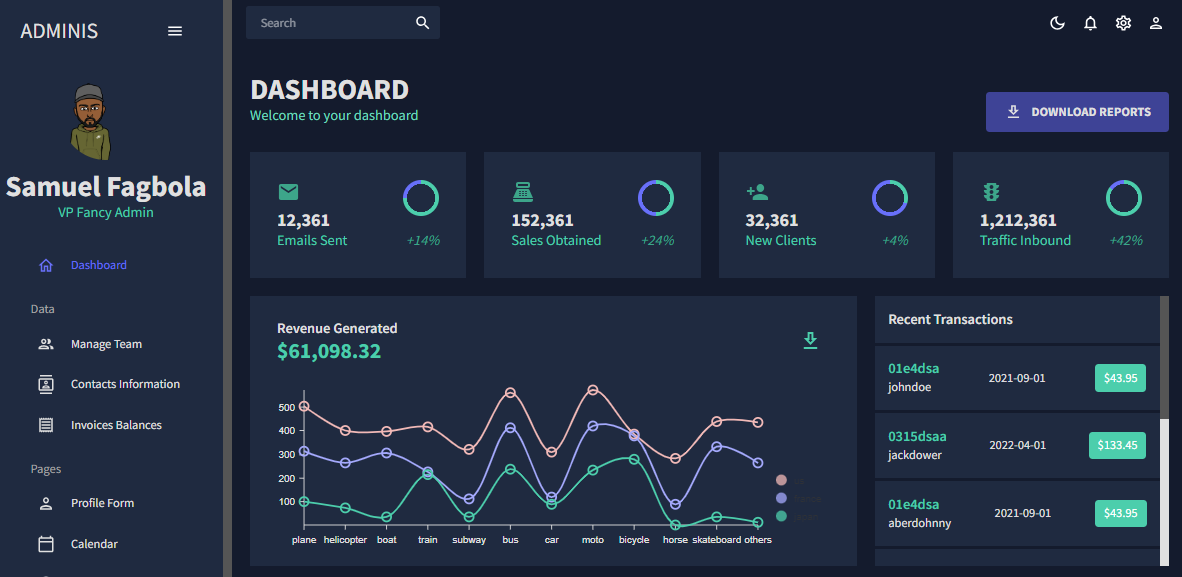 ADMINIS
Search
Samuel Fagbola
VP Fancy Admin
Dashboard
Data
Manage Team
Contacts Information
Invoices Balances
Pages
Profile Form
Calendar
DASHBOARD
Welcome to your dashboard
DOWNLOAD REPORTS
12,361
Emails Sent +14%
152,361
Sales Obtained +24%
32,361
New Clients +4%
1,212,361
Traffic Inbound +42%
Revenue Generated
$61,098.32
500
400
300
200
100
plane helicopter boat train subway bus car moto bicycle horse skateboard others
Recent Transactions
01e4dsa
johndoe
2021-09-01
$43.95
0315dsaa
jackdower
2022-04-01
$133.45
01e4dsa
aberdohnny
2021-09-01
$43.95